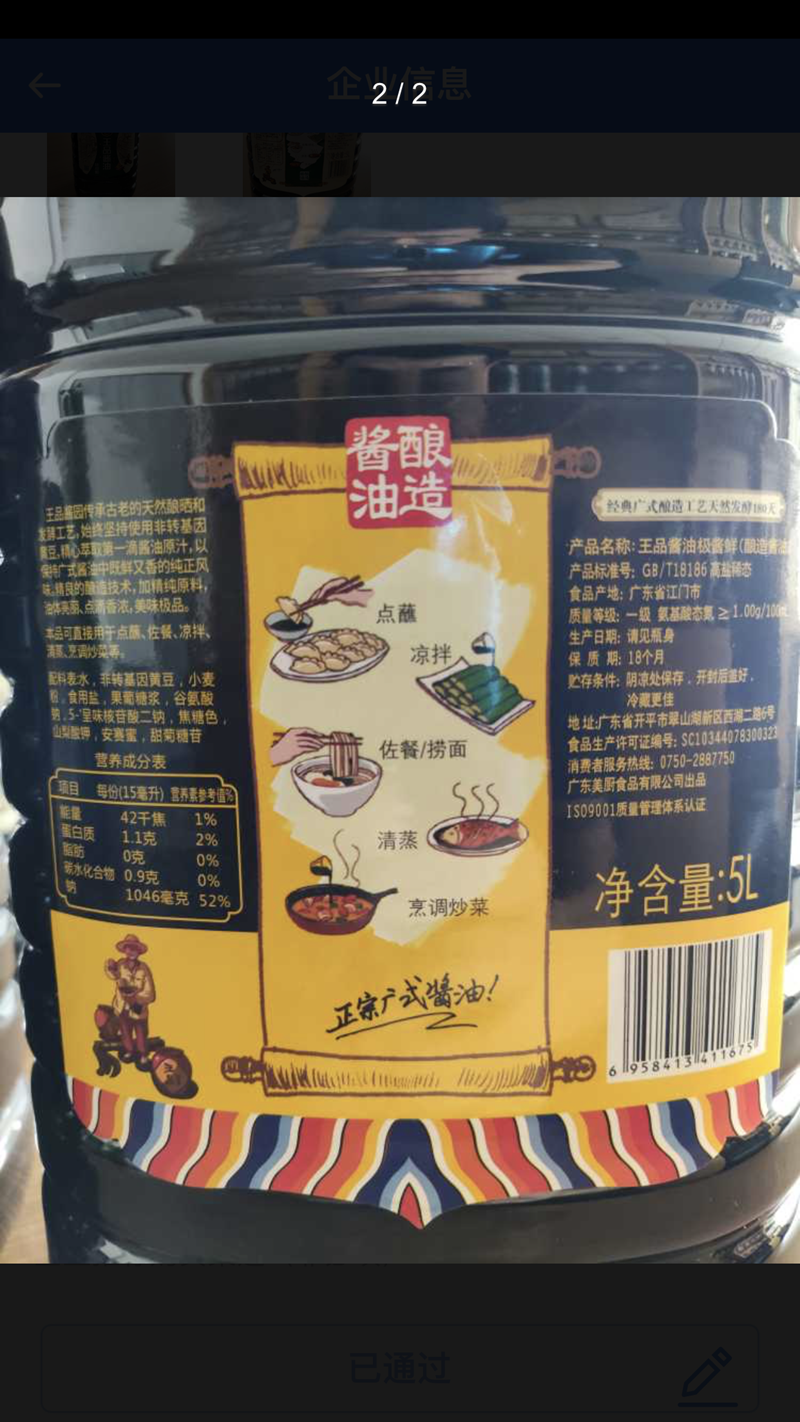 企业信息
2 / 2
酱油
酿造
王品酱园传承古老的天然酿晒和
发酵工艺,始终坚持使用非转基因
黄豆,精心萃取第一滴酱油原汁,以
保持广式酱油中既鲜又香的纯正风
味,精良的酿造技术,加精纯原料,
油体亮丽、点滴香浓,美味极品。
本品可直接用于点蘸、佐餐、凉拌、
清蒸、烹调炒菜等。
配料表水，非转基因黄豆，小麦
粉，食用盐，果葡糖浆，谷氨酸
钠，5-呈味核苷酸二钠，焦糖色，
山梨酸钾，安赛蜜，甜菊糖苷
营养成分表
项目 每份(15毫升) 营养素参考值%
能量 42千焦 1%
蛋白质 1.1克 2%
脂肪 0克 0%
碳水化合物 0.9克 0%
钠 1046毫克 52%
点蘸
凉拌
佐餐/捞面
清蒸
烹调炒菜
正宗广式酱油!
经典广式酿造工艺天然发酵180天
产品名称: 王品酱油极酱鲜(酿造酱油
产品标准号: GB/T18186 高盐稀态
食品产地: 广东省江门市
质量等级: 一级 氨基酸态氮≥1.00g/100mL
生产日期: 请见瓶身
保 质 期: 18个月
贮存条件: 阴凉处保存，开封后盖好，
冷藏更佳
地址:广东省开平市翠山湖新区西湖二路6号
食品生产许可证编号: SC10344078300323
消费者服务热线: 0750-2887750
广东美厨食品有限公司出品
ISO9001质量管理体系认证
净含量:5L
6 958413 411675
已通过